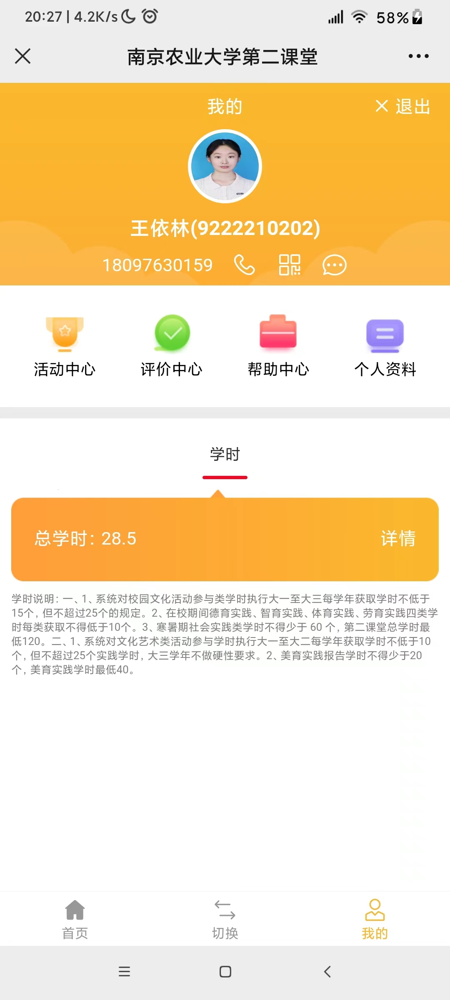 20:27 | 4.2K/s 58%
南京农业大学第二课堂
我的 退出
王依林(9222210202)
18097630159
活动中心 评价中心 帮助中心 个人资料
学时
总学时: 28.5 详情
学时说明: 一、1、系统对校园文化活动参与类学时执行大一至大三每学年获取学时不低于
15个, 但不超过25个的规定。2、在校期间德育实践、智育实践、体育实践、劳育实践四类学
时每类获取不得低于10个。3、寒暑期社会实践类学时不得少于 60 个, 第二课堂总学时最
低120。二、1、系统对文化艺术类活动参与学时执行大一至大二每学年获取学时不低于10
个, 但不超过25个实践学时, 大三学年不做硬性要求。2、美育实践报告学时不得少于20
个, 美育实践学时最低40。
首页 切换 我的